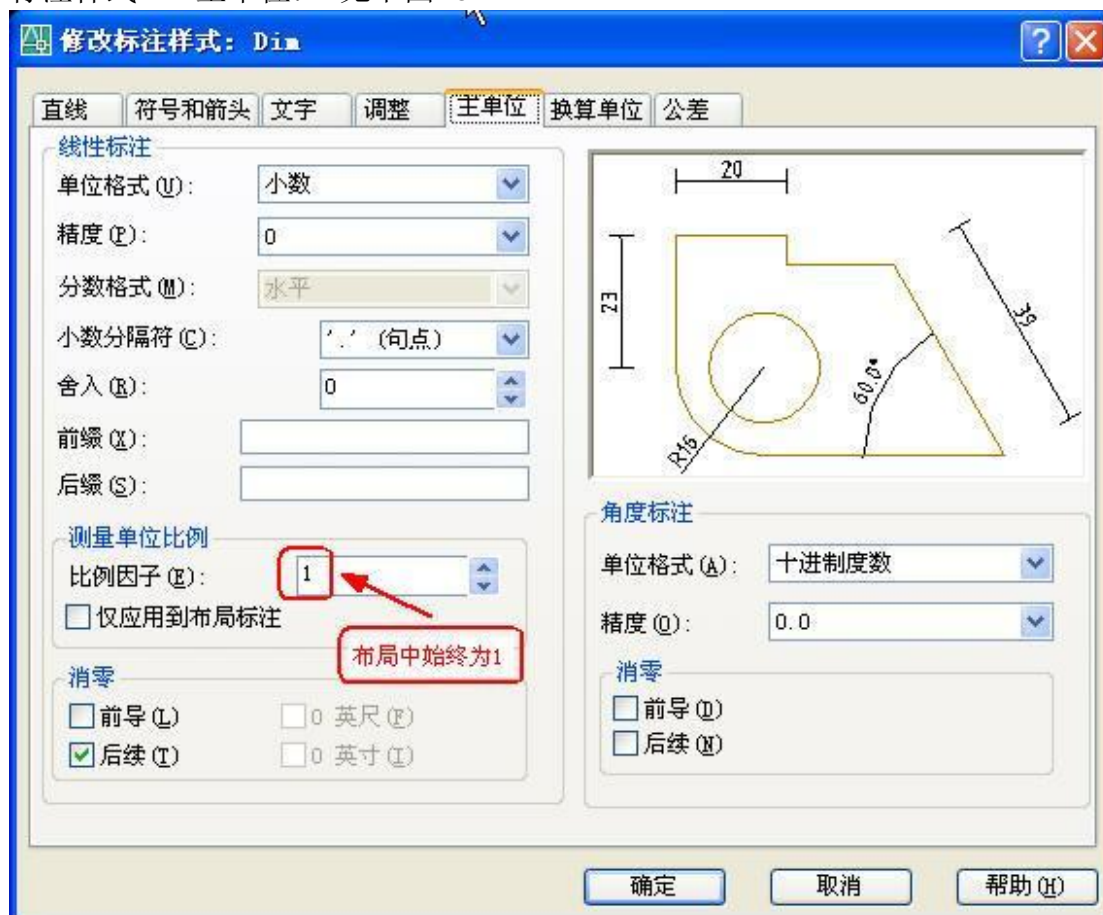 修改标注样式: Dim
直线 符号和箭头 文字 调整 主单位 换算单位 公差
线性标注
单位格式(U): 小数
精度(P): 0
分数格式(M): 水平
小数分隔符(C): '.' (句点)
舍入(R): 0
前缀(X):
后缀(S):
测量单位比例
比例因子(E): 1
仅应用到布局标注
布局中始终为1
消零
前导(L) 0 英尺(F)
后续(T) 0 英寸(I)
20
23
39
60.0°
R16
角度标注
单位格式(A): 十进制度数
精度(O): 0.0
消零
前导(D)
后续(N)
确定 取消 帮助(H)